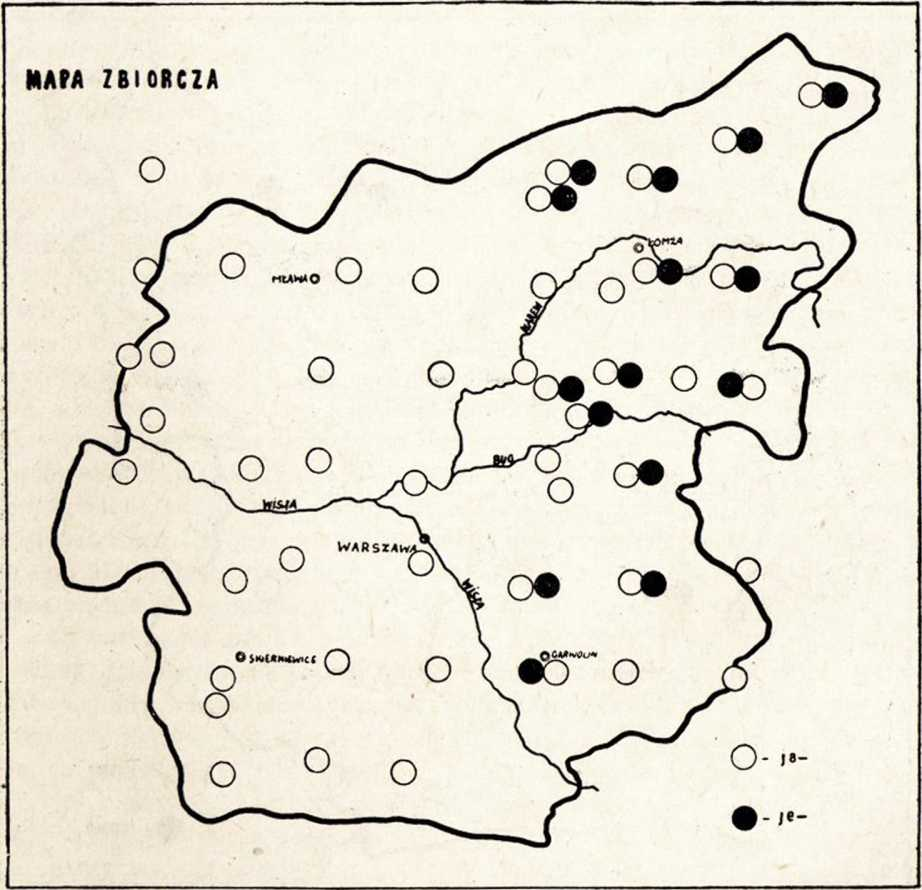 MAPA ZBIORCZA
ŁOMŻA
MŁAWA
NAREW
BUG
WISŁA
WARSZAWA
WISŁA
SKIERNIEWICE
GARWOLIN
- ja-
- je-